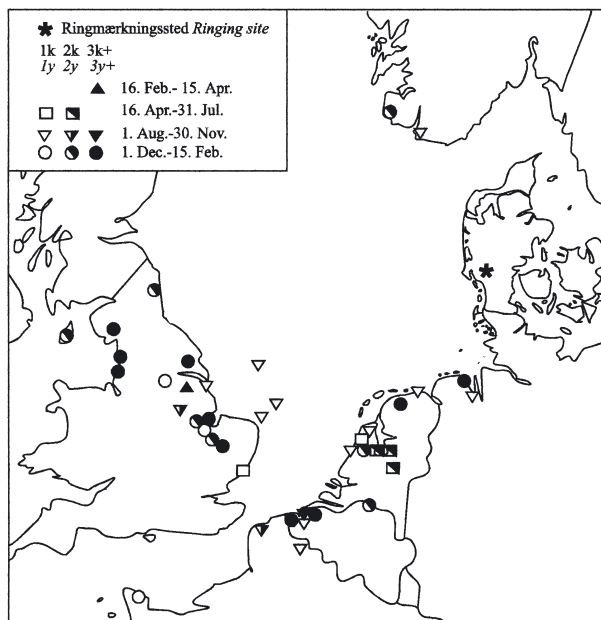 Ringmærkningssted Ringing site
1k 2k 3k+
1y 2y 3y+
16. Feb.- 15. Apr.
16. Apr.-31. Jul.
1. Aug.-30. Nov.
1. Dec.-15. Feb.